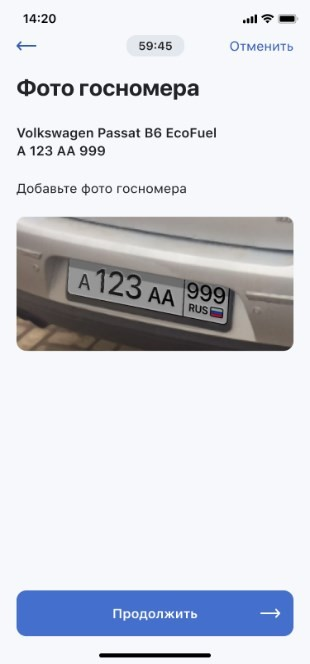 14:20
59:45
Отменить
Фото госномера
Volkswagen Passat B6 EcoFuel
А 123 АА 999
Добавьте фото госномера
А 123 АА 999
RUS
Продолжить